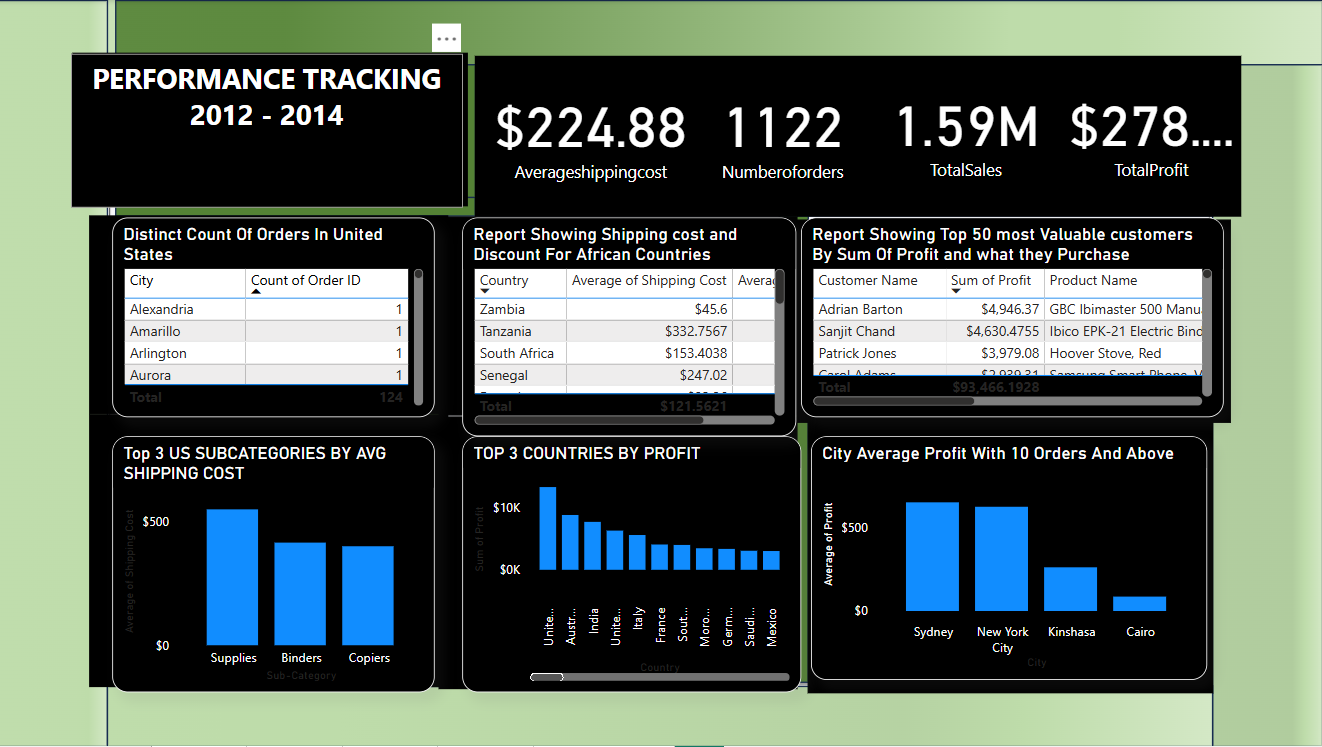 PERFORMANCE TRACKING
2012 - 2014
$224.88
Averageshippingcost
1122
Numberoforders
1.59M
TotalSales
$278....
TotalProfit
Distinct Count Of Orders In United
States
City Count of Order ID
Alexandria 1
Amarillo 1
Arlington 1
Aurora 1
Total 124
Report Showing Shipping cost and
Discount For African Countries
Country Average of Shipping Cost Averag
Zambia $45.6
Tanzania $332.7567
South Africa $153.4038
Senegal $247.02
Total $121.5621
Report Showing Top 50 most Valuable customers
By Sum Of Profit and what they Purchase
Customer Name Sum of Profit Product Name
Adrian Barton $4,946.37 GBC Ibimaster 500 Manu
Sanjit Chand $4,630.4755 Ibico EPK-21 Electric Bind
Patrick Jones $3,979.08 Hoover Stove, Red
Carol Adams $2,939.31 Samsung Smart Phone, V
Total $93,466.1928
Top 3 US SUBCATEGORIES BY AVG
SHIPPING COST
Average of Shipping Cost
$500
$0
Supplies Binders Copiers
Sub-Category
TOP 3 COUNTRIES BY PROFIT
Sum of Profit
$10K
$0K
Unite... Austr... India Unite... Italy France Sout... Moro... Germ... Saudi... Mexico
Country
City Average Profit With 10 Orders And Above
Average of Profit
$500
$0
Sydney New York Kinshasa Cairo
City
City